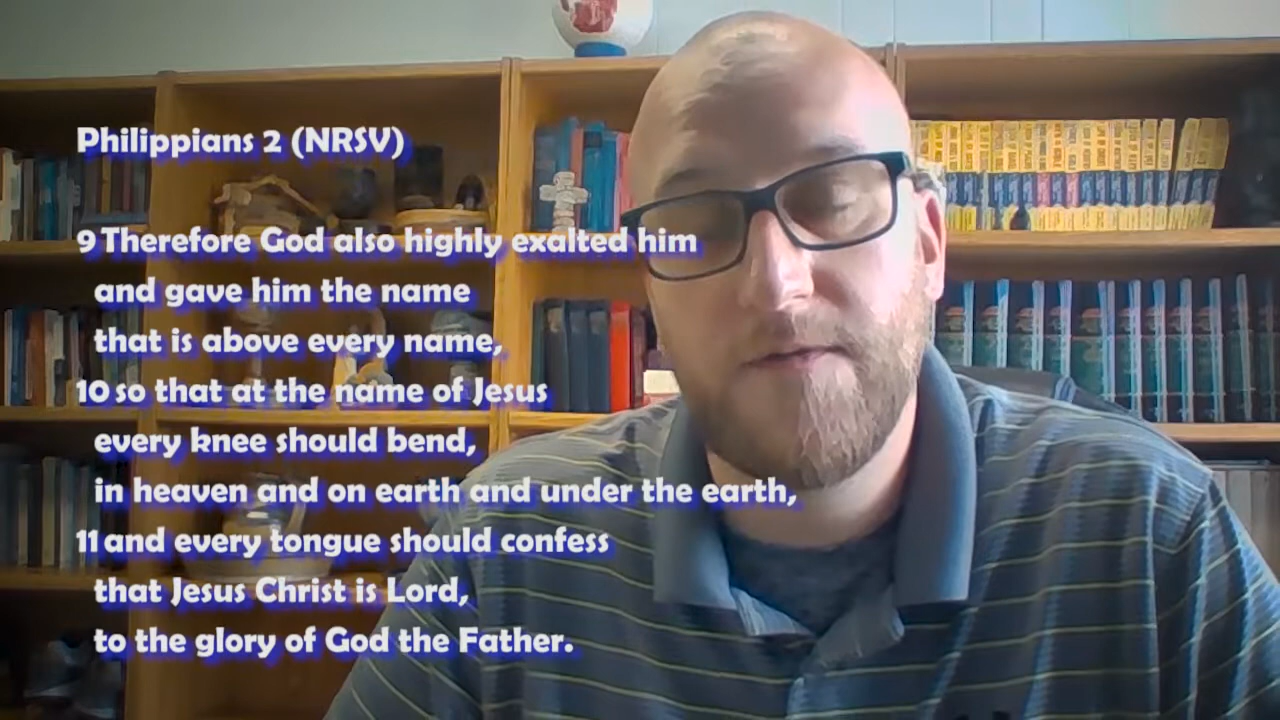 Philippians 2 (NRSV)
9 Therefore God also highly exalted him
and gave him the name
that is above every name,
10 so that at the name of Jesus
every knee should bend,
in heaven and on earth and under the earth,
11 and every tongue should confess
that Jesus Christ is Lord,
to the glory of God the Father.